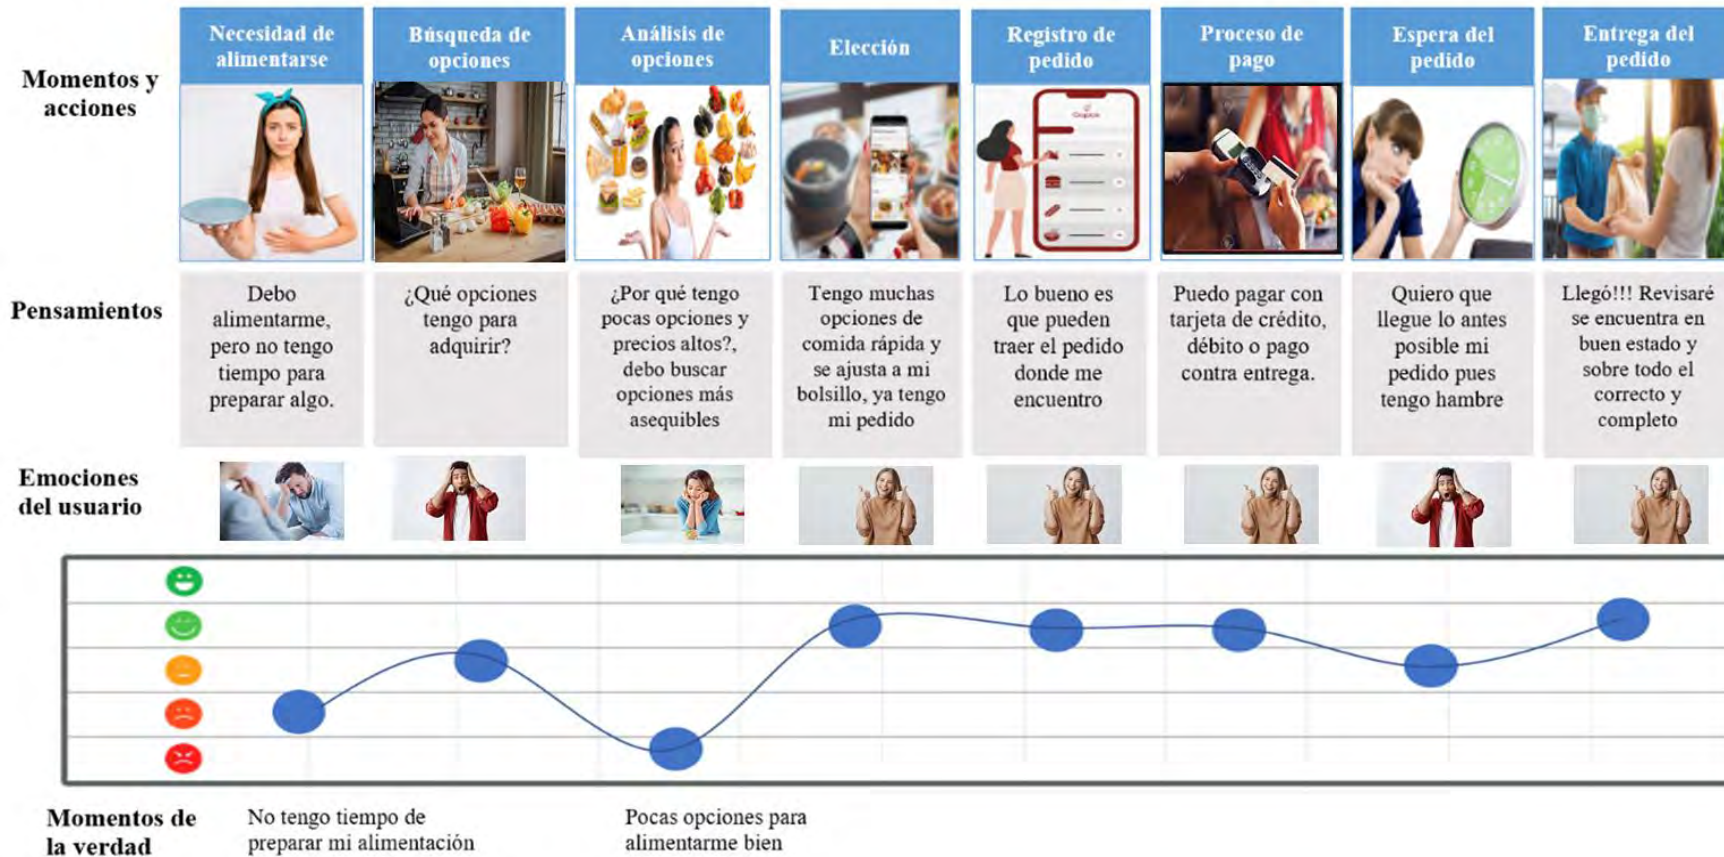 Momentos y
acciones
Necesidad de
alimentarse
Búsqueda de
opciones
Análisis de
opciones
Elección
Registro de
pedido
Proceso de
pago
Espera del
pedido
Entrega del
pedido
Pensamientos
Debo
alimentarme,
pero no tengo
tiempo para
preparar algo.
¿Qué opciones
tengo para
adquirir?
¿Por qué tengo
pocas opciones y
precios altos?,
debo buscar
opciones más
asequibles
Tengo muchas
opciones de
comida rápida y
se ajusta a mi
bolsillo, ya tengo
mi pedido
Lo bueno es
que pueden
traer el pedido
donde me
encuentro
Puedo pagar con
tarjeta de crédito,
débito o pago
contra entrega.
Quiero que
llegue lo antes
posible mi
pedido pues
tengo hambre
Llegó!!! Revisaré
se encuentra en
buen estado y
sobre todo el
correcto y
completo
Emociones
del usuario
Momentos de
la verdad
No tengo tiempo de
preparar mi alimentación
Pocas opciones para
alimentarme bien